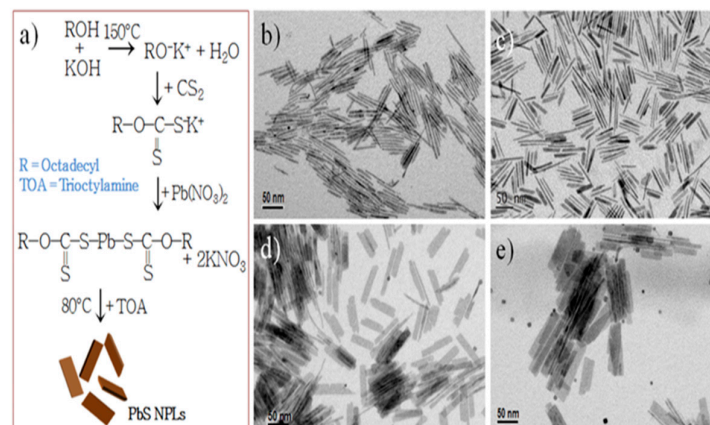 a)
ROH 150°C
+ → RO⁻K⁺ + H₂O
KOH
↓ + CS₂
R—O—C—S⁻K⁺
S
R = Octadecyl
TOA = Trioctylamine
↓ +Pb(NO₃)₂
R—O—C—S—Pb—S—C—O—R
S S + 2KNO₃
80°C ↓ +TOA
PbS NPLs
b)
50 nm
c)
50 nm
d)
50 nm
e)
50 nm